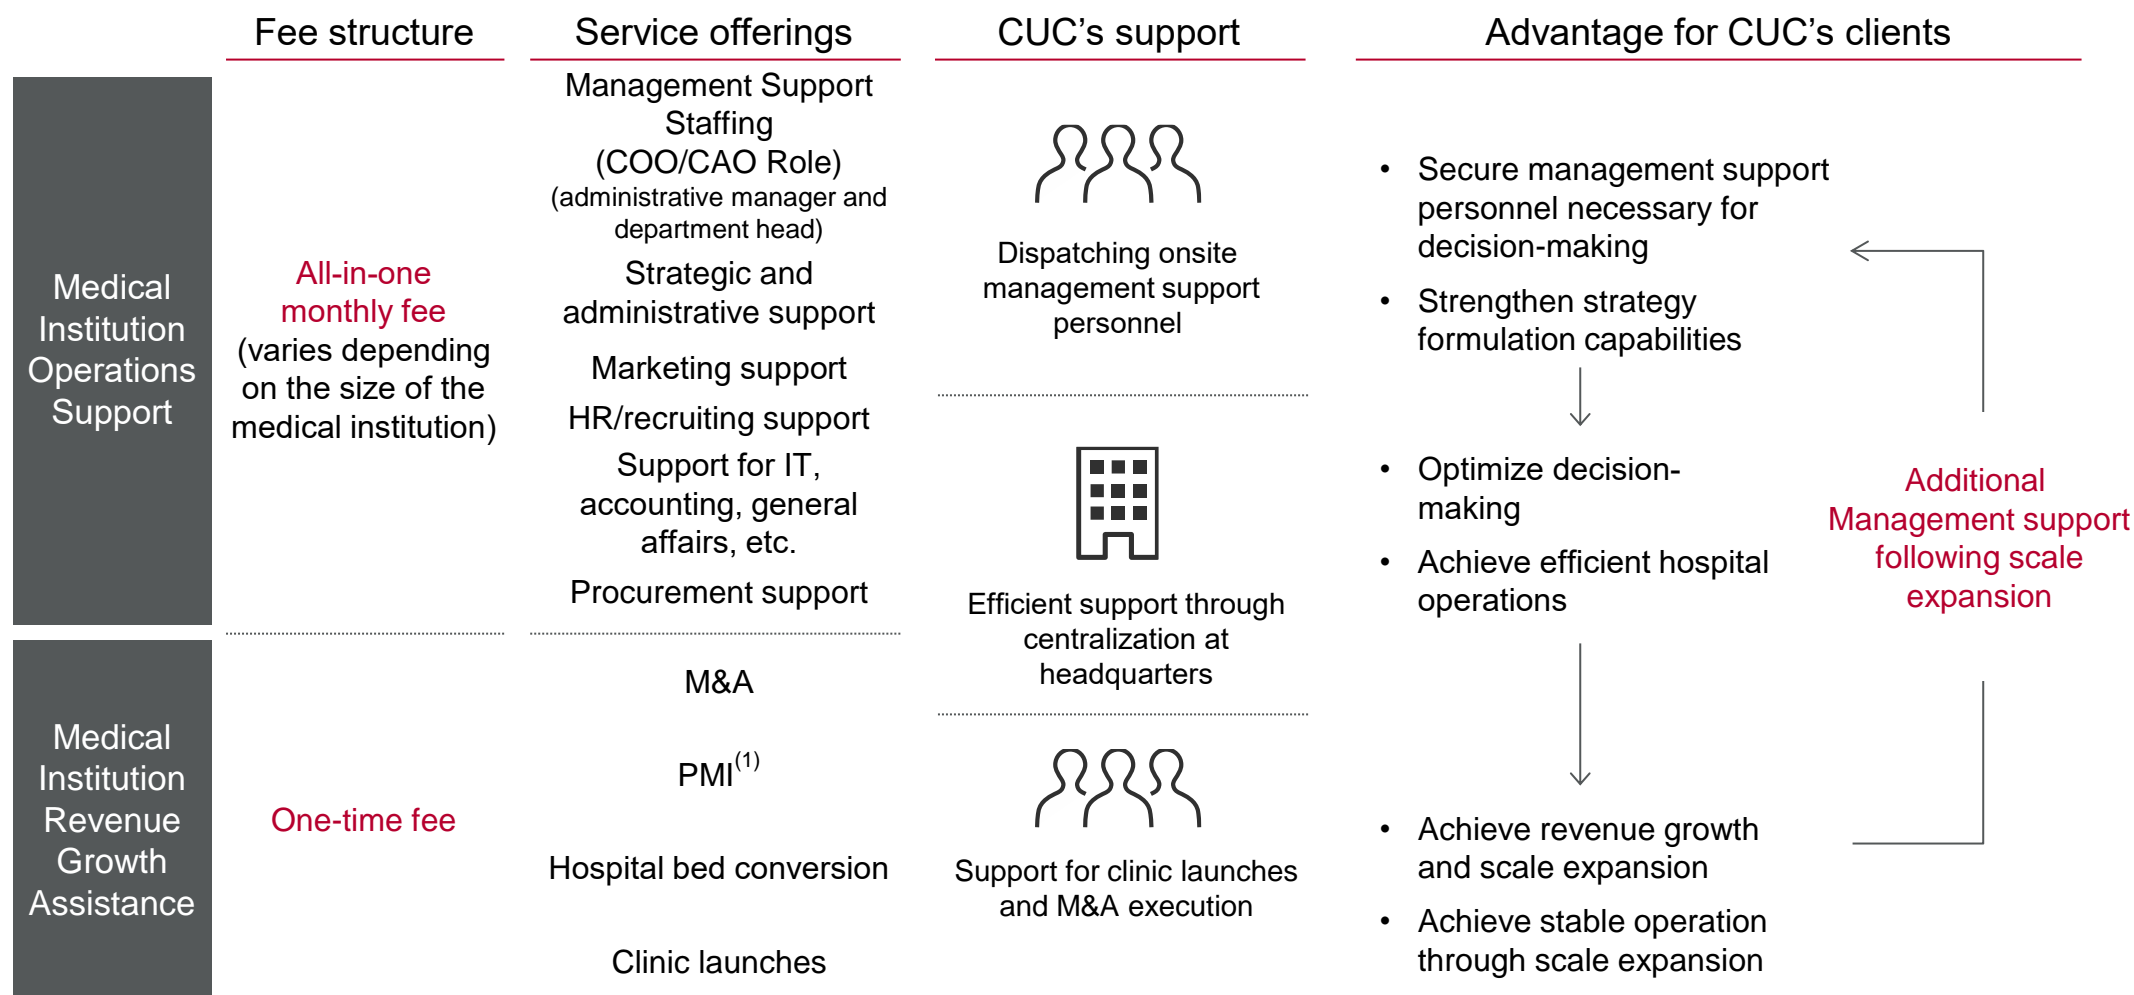 Fee structure
Service offerings
CUC’s support
Advantage for CUC’s clients
Medical
Institution
Operations
Support
All-in-one
monthly fee
(varies depending
on the size of the
medical institution)
Management Support
Staffing
(COO/CAO Role)
(administrative manager and
department head)
Strategic and
administrative support
Marketing support
HR/recruiting support
Support for IT,
accounting, general
affairs, etc.
Procurement support
Dispatching onsite
management support
personnel
Efficient support through
centralization at
headquarters
• Secure management support
personnel necessary for
decision-making
• Strengthen strategy
formulation capabilities
• Optimize decision-
making
• Achieve efficient hospital
operations
Additional
Management support
following scale
expansion
Medical
Institution
Revenue
Growth
Assistance
One-time fee
M&A
PMI(1)
Hospital bed conversion
Clinic launches
Support for clinic launches
and M&A execution
• Achieve revenue growth
and scale expansion
• Achieve stable operation
through scale expansion